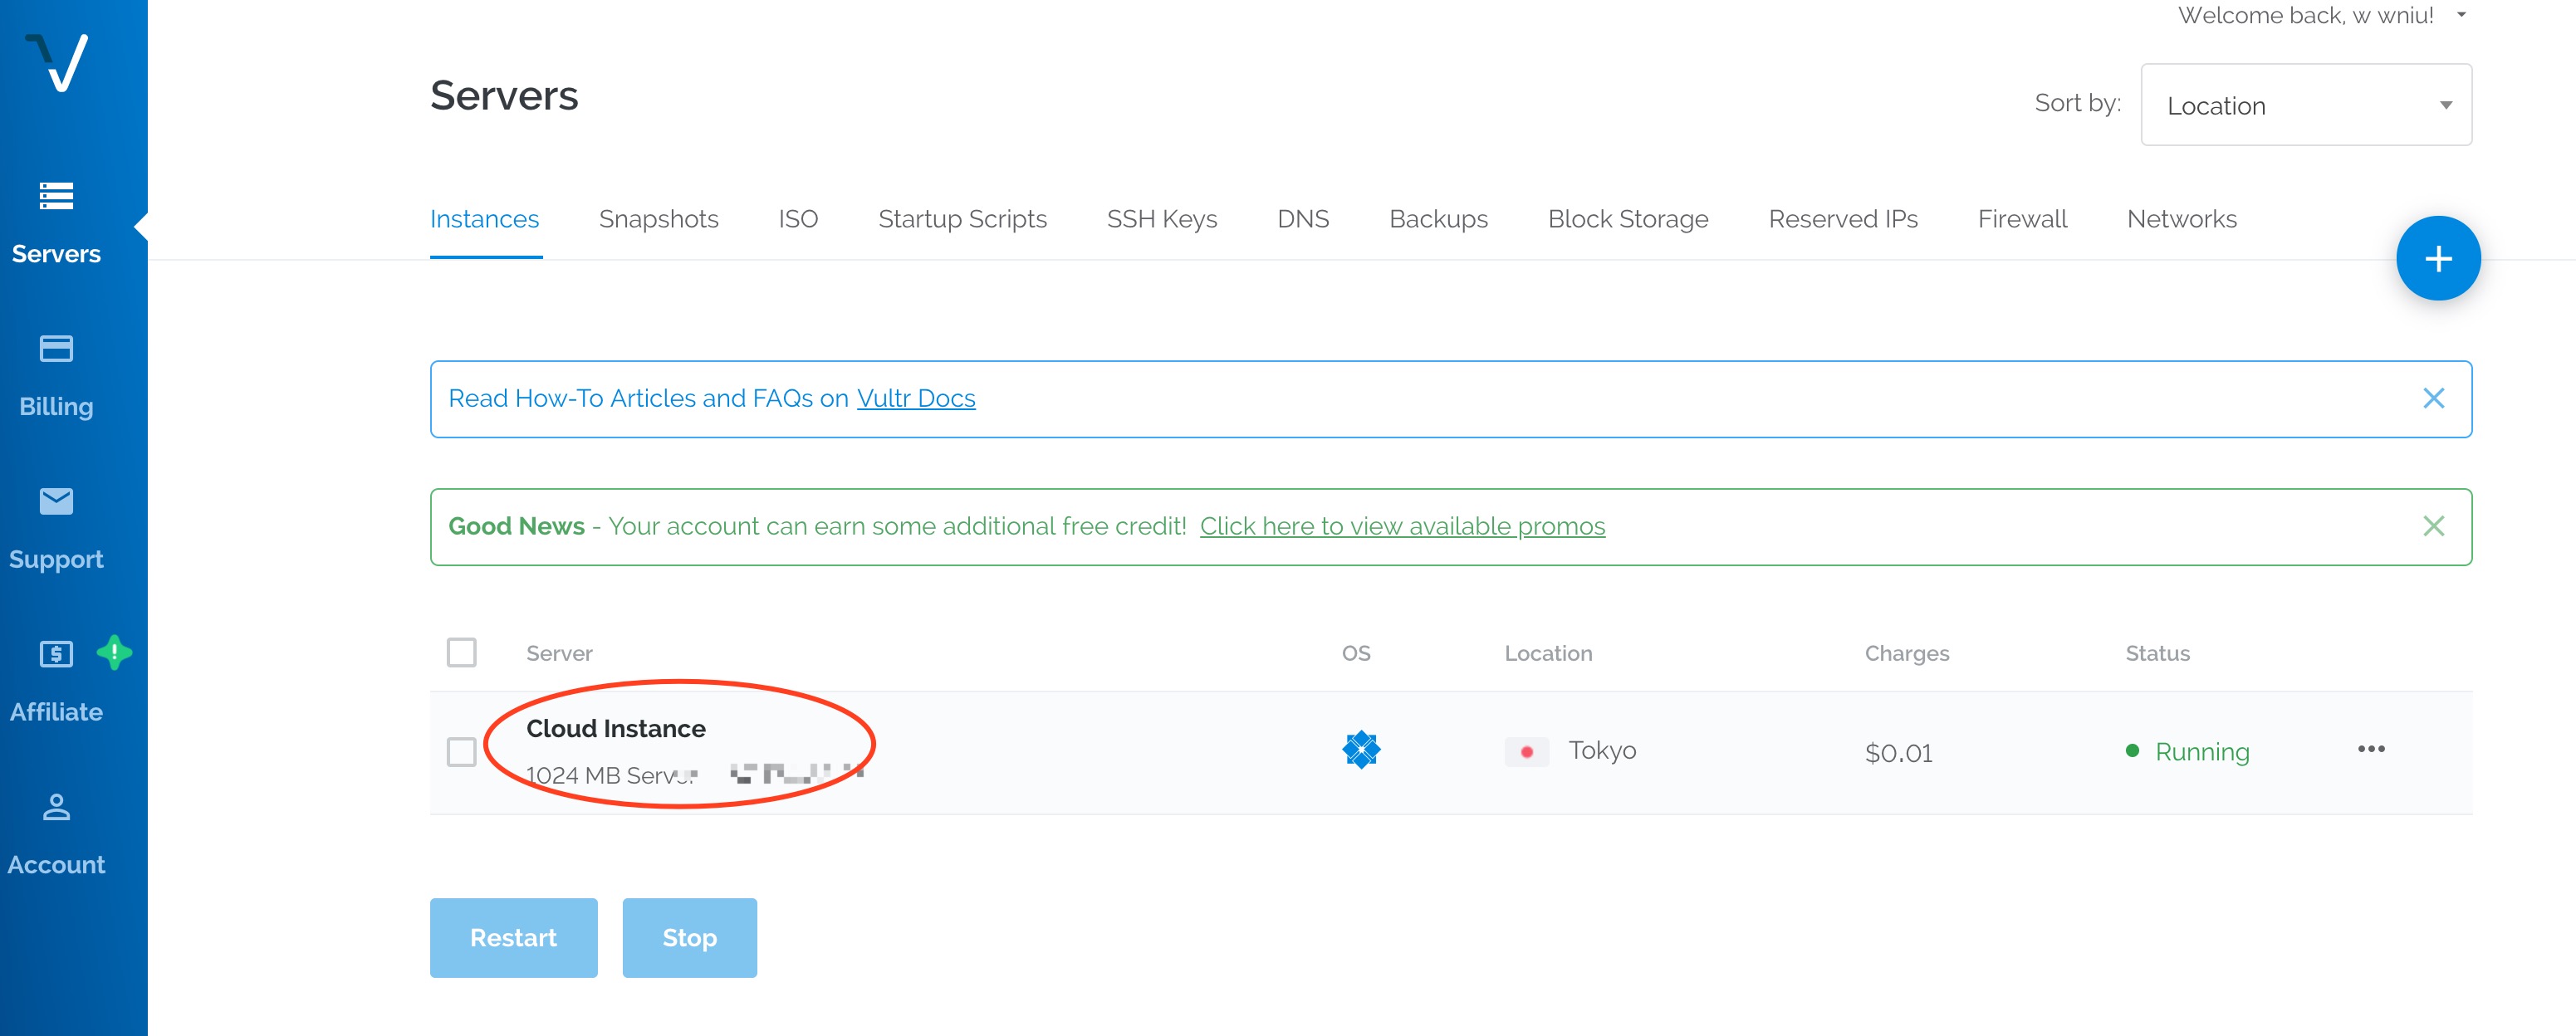 Welcome back, w wniu!
Servers
Sort by: Location
Instances Snapshots ISO Startup Scripts SSH Keys DNS Backups Block Storage Reserved IPs Firewall Networks
Servers
Billing
Support
Affiliate
Account
Read How-To Articles and FAQs on Vultr Docs
Good News - Your account can earn some additional free credit! Click here to view available promos
Server OS Location Charges Status
Cloud Instance
1024 MB
Tokyo $0.01 Running
Restart Stop